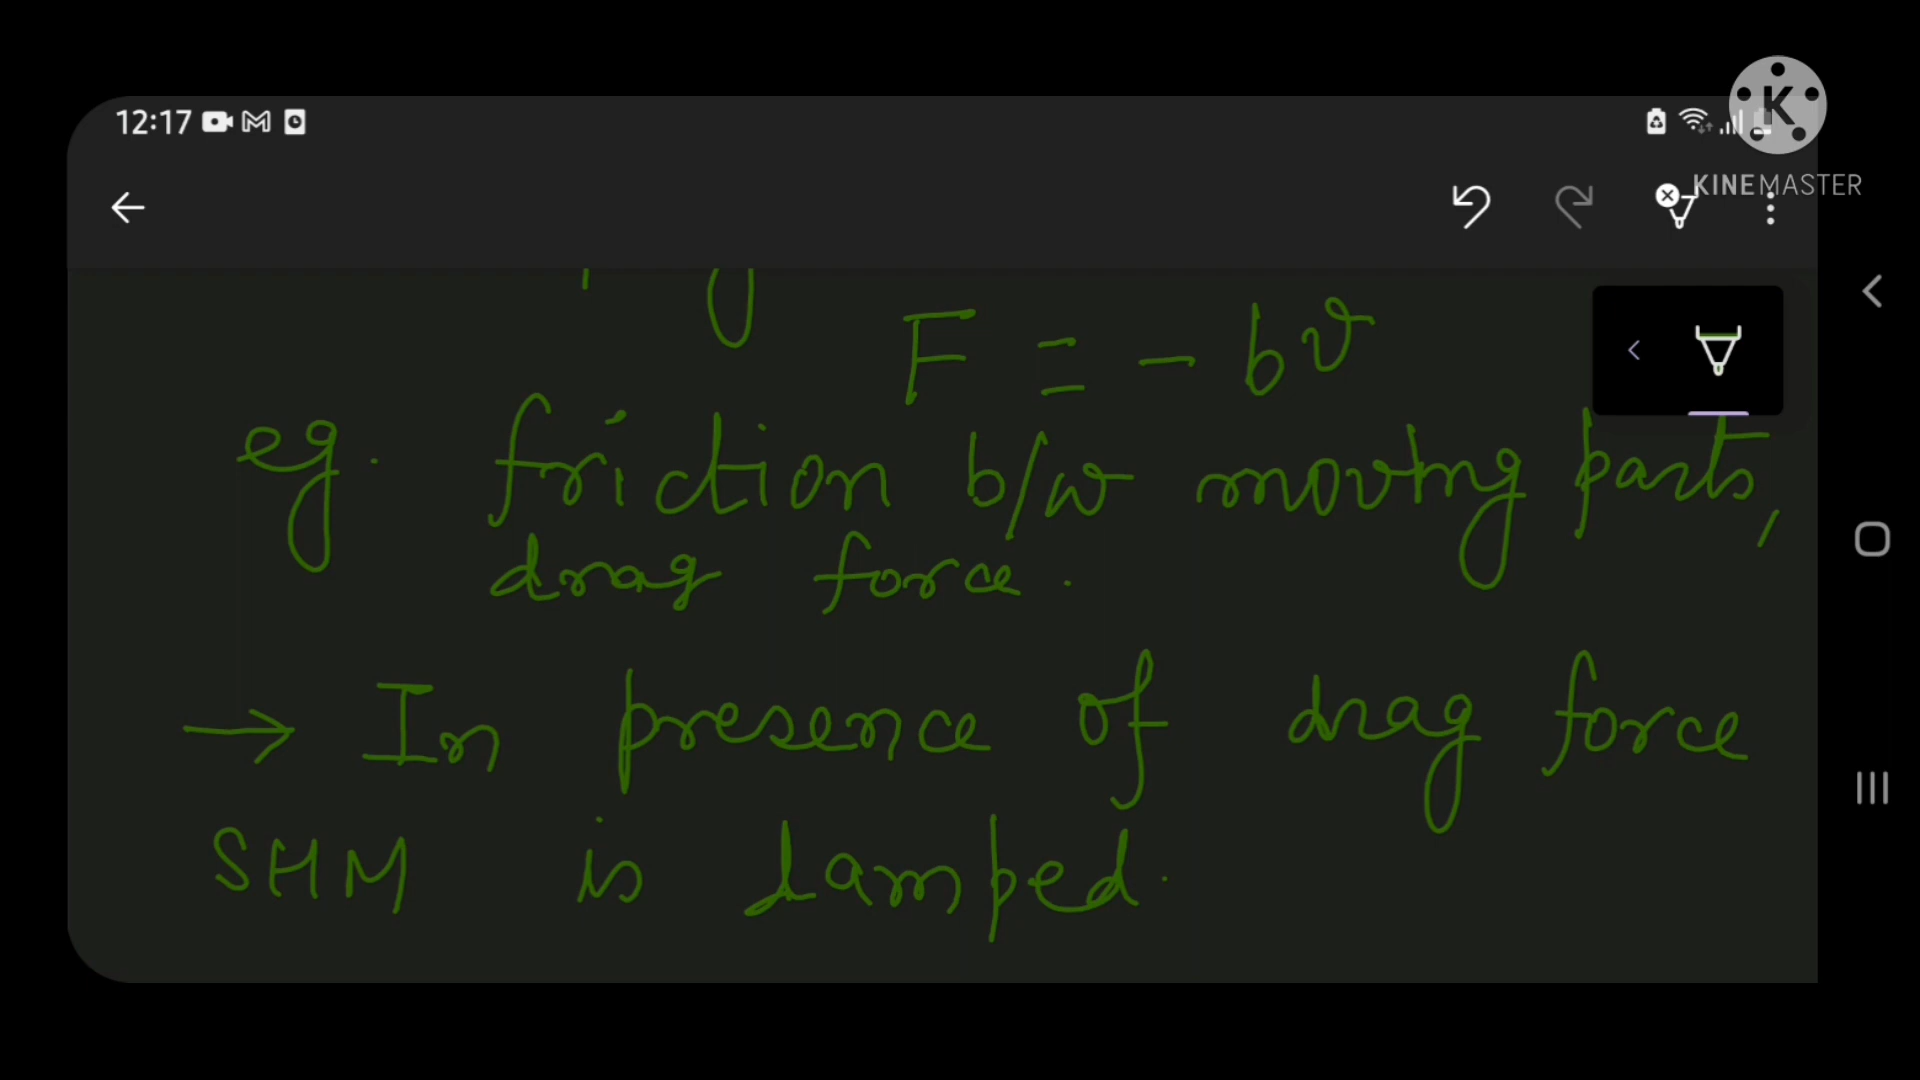 12:17
KINEMASTER
F = - bv
eg. friction b/w moving parts,
drag force.
→ In presence of drag force
SHM is damped.